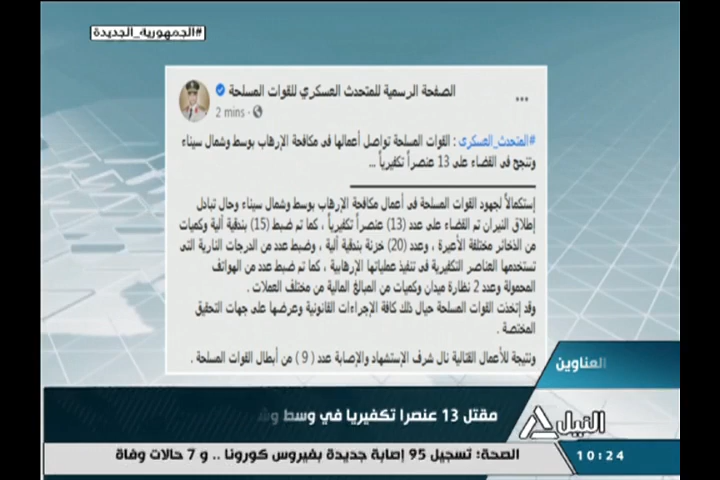 #الجمهورية_الجديدة
الصفحة الرسمية للمتحدث العسكري للقوات المسلحة
2 mins ·
#المتحدث_العسكرى : القوات المسلحة تواصل أعمالها فى مكافحة الإرهاب بوسط وشمال سيناء
وتنجح فى القضاء على 13 عنصراً تكفيرياً ...
إستكمالاً لجهود القوات المسلحة فى أعمال مكافحة الإرهاب بوسط وشمال سيناء وحال تبادل
إطلاق النيران تم القضاء على عدد (13) عنصراً تكفيرياً ، كما تم ضبط (15) بندقية آلية وكميات
من الذخائر مختلفة الأعيرة ، وعدد (20) خزنة بندقية آلية ، وضبط عدد من الدرجات النارية التى
تستخدمها العناصر التكفيرية فى تنفيذ عملياتها الإرهابية ، كما تم ضبط عدد من الهواتف
المحمولة وعدد 2 نظارة ميدان وكميات من المبالغ المالية من مختلف العملات .
وقد إتخذت القوات المسلحة حيال ذلك كافة الإجراءات القانونية وعرضها على جهات التحقيق
المختصة .
ونتيجة للأعمال القتالية نال شرف الإستشهاد والإصابة عدد ( 9 ) من أبطال القوات المسلحة .
العناوين
مقتل 13 عنصرا تكفيريا في وسط وش
النيل
الصحة: تسجيل 95 إصابة جديدة بفيروس كورونا .. و 7 حالات وفاة
10:24